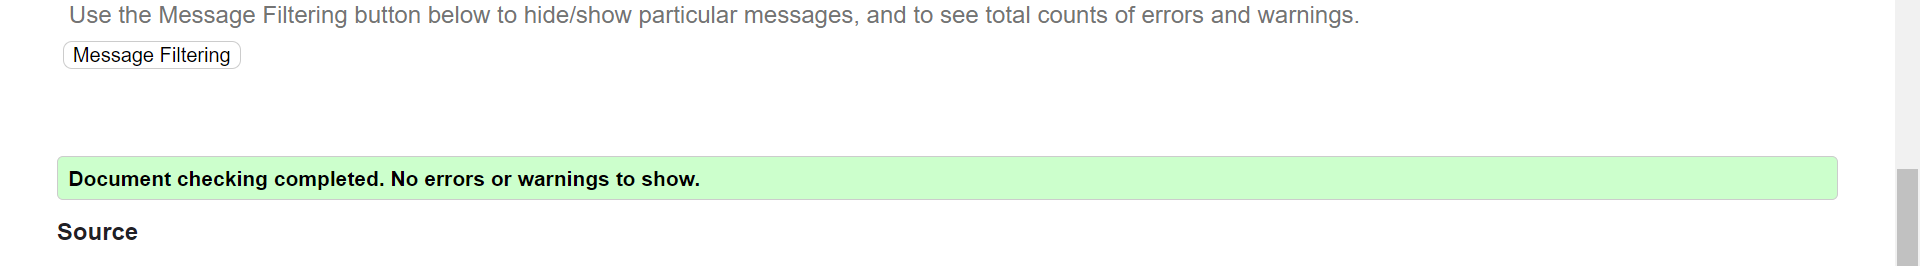 Use the Message Filtering button below to hide/show particular messages, and to see total counts of errors and warnings.
Message Filtering
Document checking completed. No errors or warnings to show.
Source